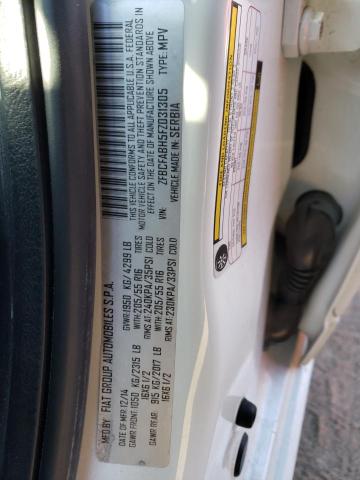 MFD BY: FIAT GROUP AUTOMOBILES S.P.A.
DATE OF MFR:12/14 GVWR:1950 KG/4299 LB
GAWR FRONT:1050 KG/2315 LB WITH:205/55 R16 TIRES
16X6 1/2 RIMS AT:240KPA/35PSI COLD
GAWR REAR: 915 KG/2017 LB WITH:205/55 R16 TIRES
16X6 1/2 RIMS AT:230KPA/33PSI COLD
THIS VEHICLE CONFORMS TO ALL APPLICABLE U.S.A. FEDERAL
MOTOR VEHICLE SAFETY AND THEFT PREVENTION STANDARDS IN
EFFECT ON THE DATE OF MANUFACTURE SHOWN ABOVE
VIN: ZFBCFABH5FZ031305 TYPE:MPV
VEHICLE MADE IN: SERBIA